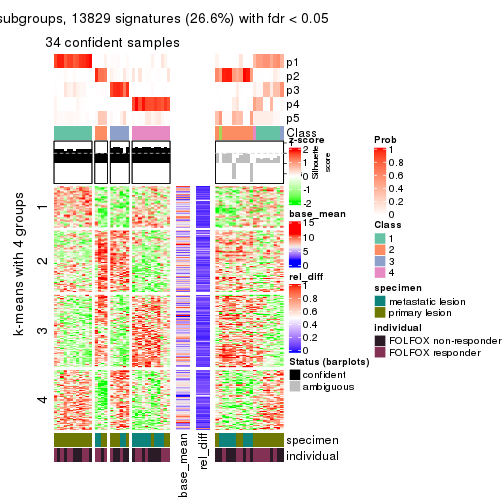 subgroups, 13829 signatures (26.6%) with fdr < 0.05
34 confident samples
p1
p2
p3
p4
p5
Class
z-score
2
1
0
-1
-2
Silhouette
score
1
0
k-means with 4 groups
1
2
3
4
base_mean
15
10
5
0
rel_diff
1
0.8
0.6
0.4
0.2
0
Status (barplots)
confident
ambiguous
Prob
1
0.8
0.6
0.4
0.2
0
Class
1
2
3
4
specimen
metastatic lesion
primary lesion
individual
FOLFOX non-responder
FOLFOX responder
specimen
individual
base_mean
rel_diff